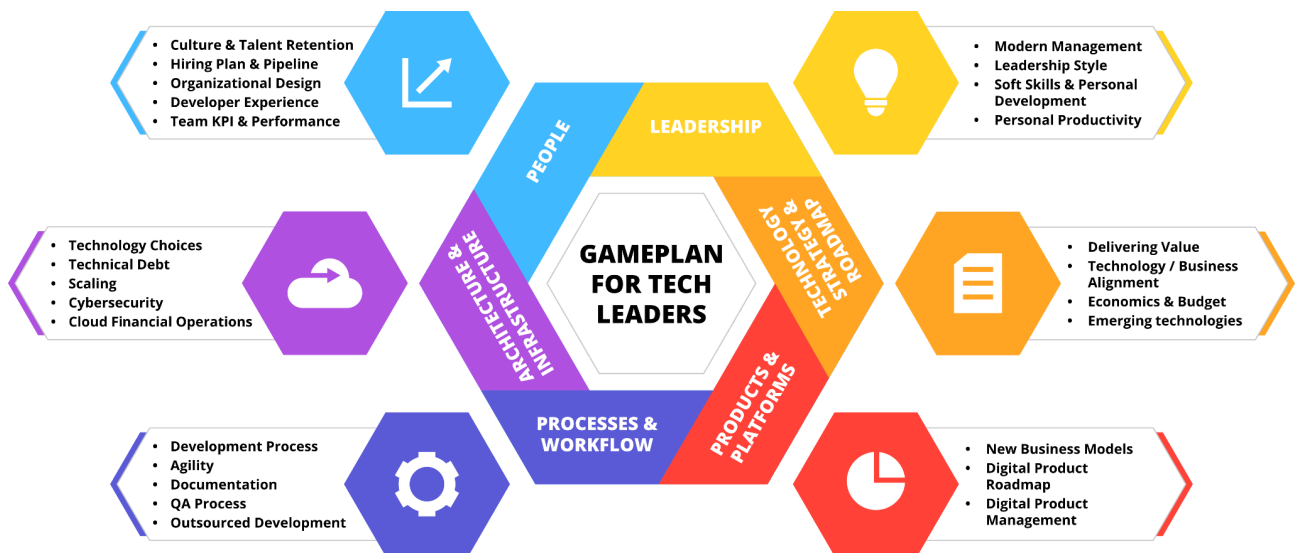 • Culture & Talent Retention
• Hiring Plan & Pipeline
• Organizational Design
• Developer Experience
• Team KPI & Performance
• Modern Management
• Leadership Style
• Soft Skills & Personal
Development
• Personal Productivity
PEOPLE
LEADERSHIP
• Technology Choices
• Technical Debt
• Scaling
• Cybersecurity
• Cloud Financial Operations
ARCHITECTURE &
INFRASTRUCTURE
GAMEPLAN
FOR TECH
LEADERS
TECHNOLOGY
STRATEGY &
ROADMAP
• Delivering Value
• Technology / Business
Alignment
• Economics & Budget
• Emerging technologies
• Development Process
• Agility
• Documentation
• QA Process
• Outsourced Development
PROCESSES &
WORKFLOW
PRODUCTS &
PLATFORMS
• New Business Models
• Digital Product
Roadmap
• Digital Product
Management